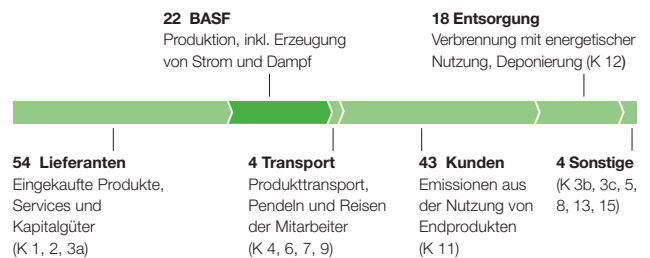 22 BASF
Produktion, inkl. Erzeugung
von Strom und Dampf
18 Entsorgung
Verbrennung mit energetischer
Nutzung, Deponierung (K 12)
54 Lieferanten
Eingekaufte Produkte,
Services und
Kapitalgüter
(K 1, 2, 3a)
4 Transport
Produkttransport,
Pendeln und Reisen
der Mitarbeiter
(K 4, 6, 7, 9)
43 Kunden
Emissionen aus
der Nutzung von
Endprodukten
(K 11)
4 Sonstige
(K 3b, 3c, 5,
8, 13, 15)